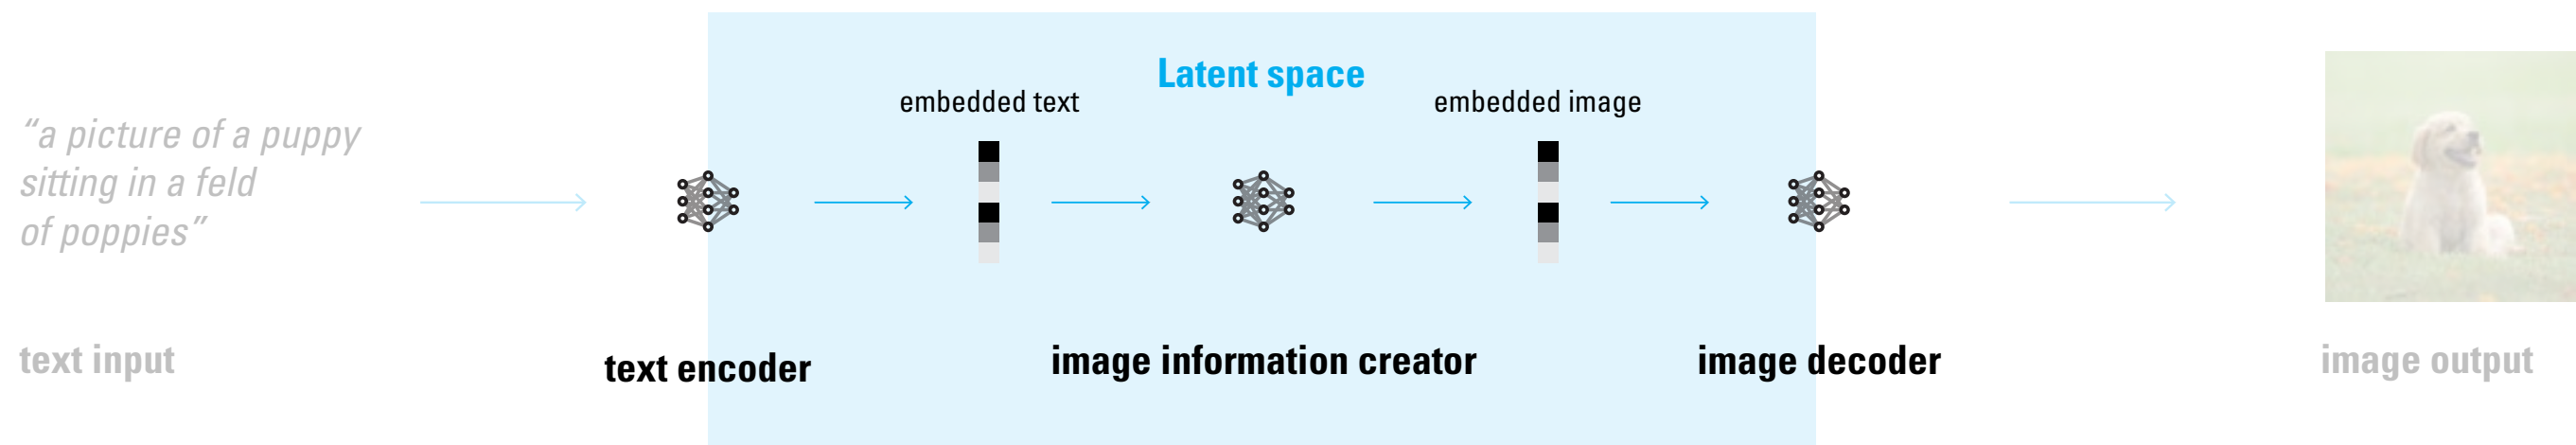 Latent space
embedded text
embedded image
“a picture of a puppy
sitting in a feld
of poppies”
text input
text encoder
image information creator
image decoder
image output